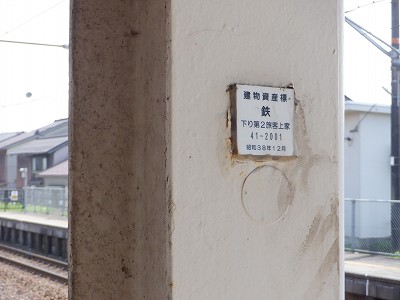 建物資産標
鉄
下り第2旅客上家
41-2001
昭和38年12月